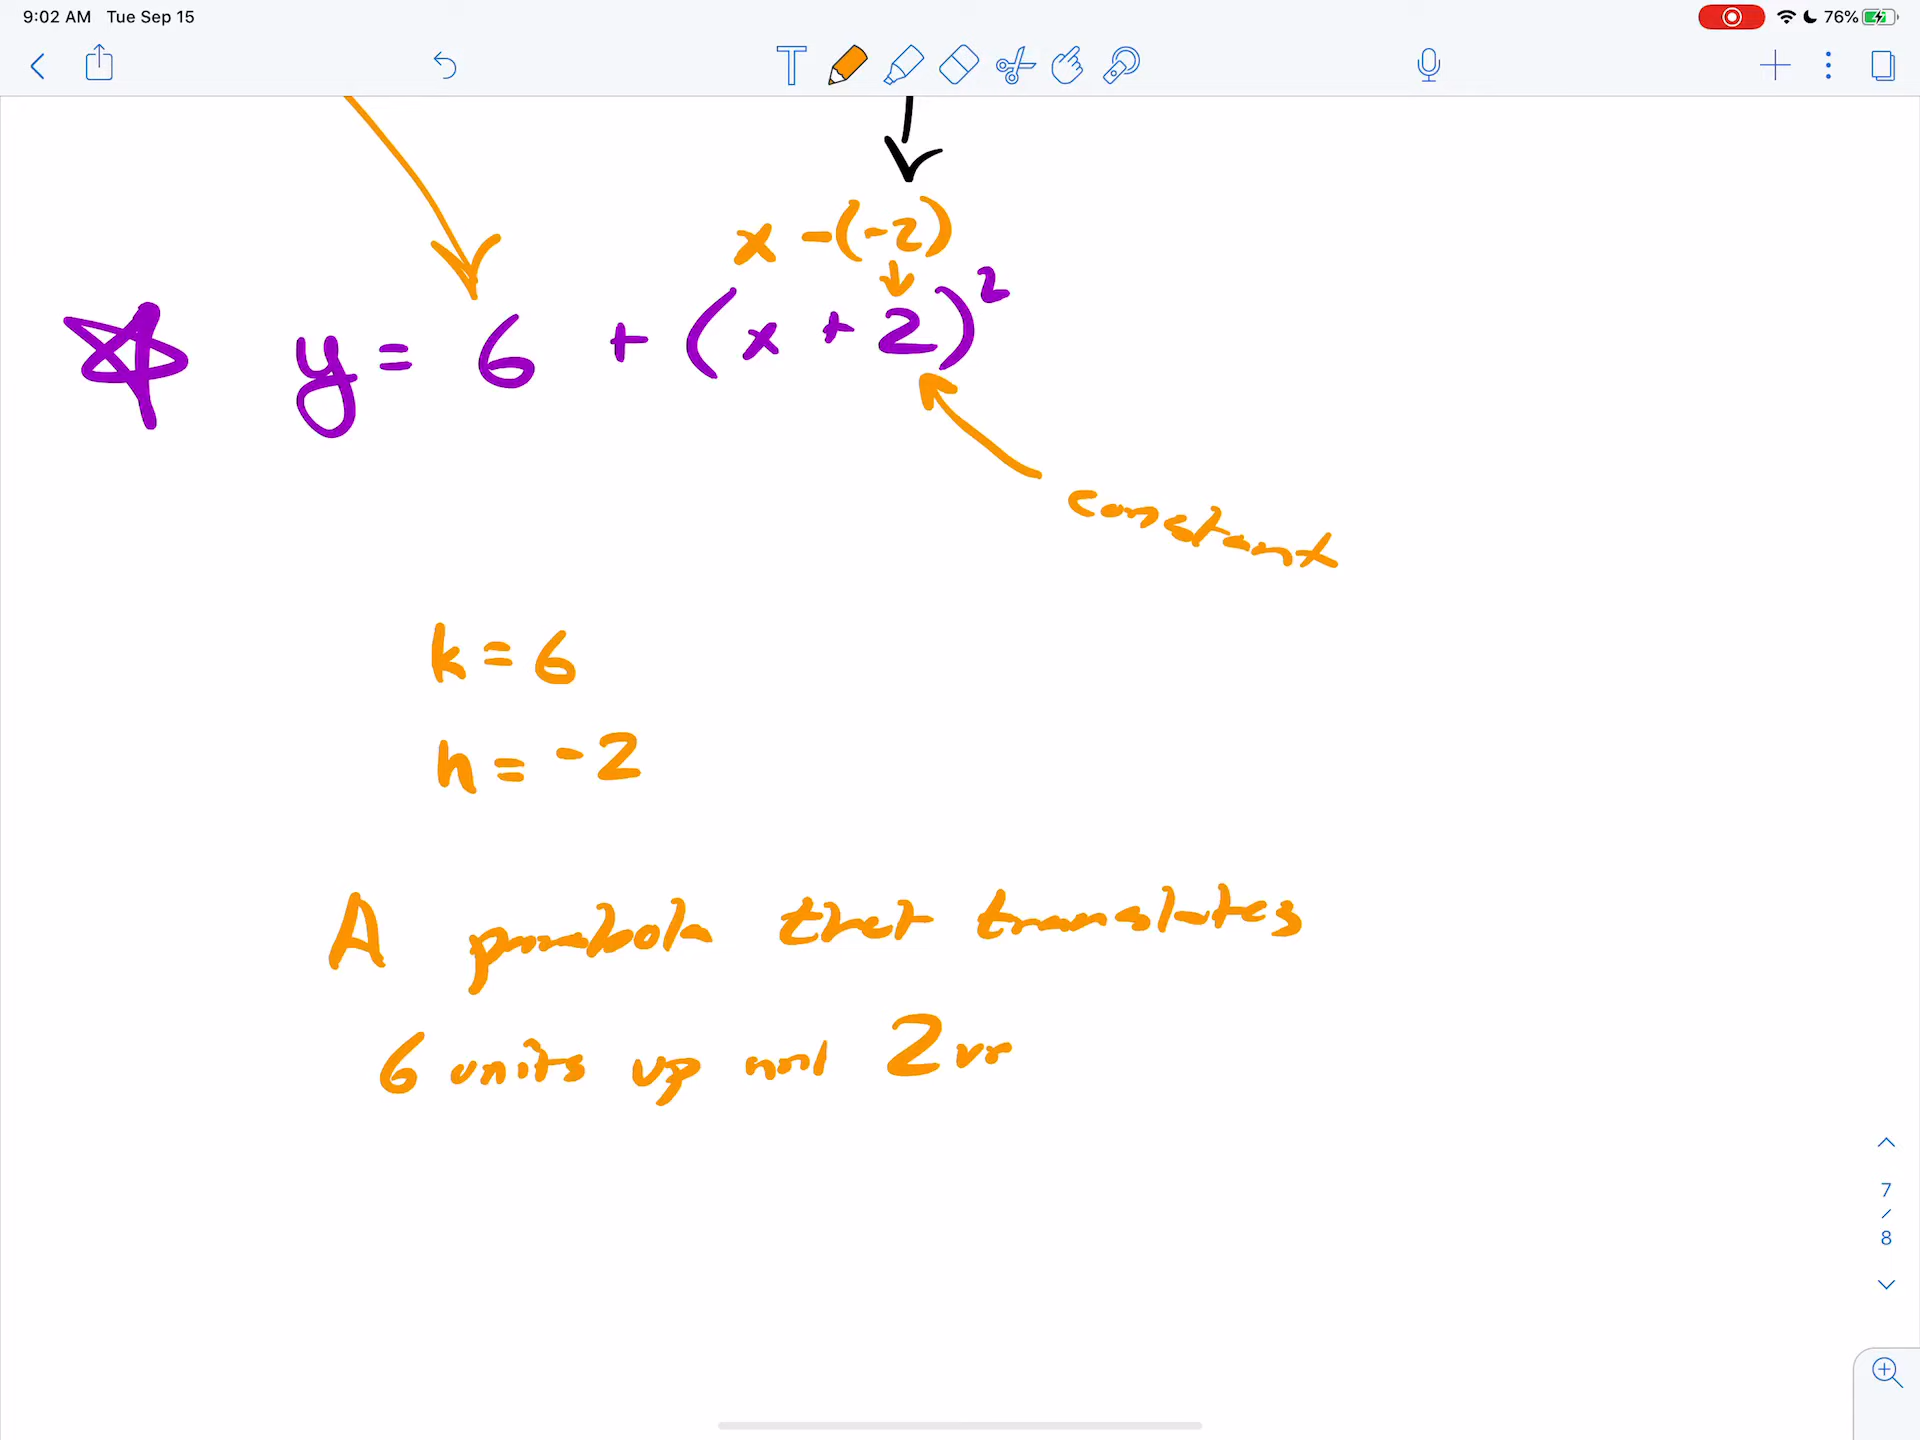 9:02 AM Tue Sep 15
76%
x -(-2)
y = 6 + (x + 2)²
constant
k = 6
h = -2
A parabola that translates
6 units up and 2
7
/
8